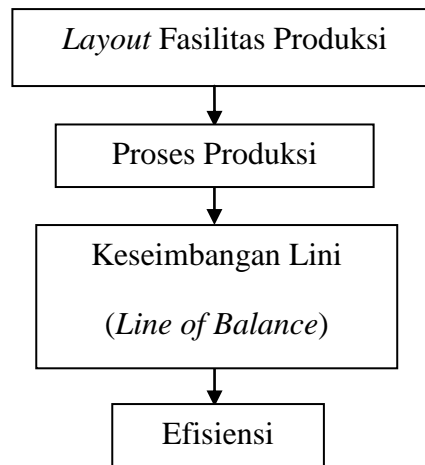 Layout Fasilitas Produksi
Proses Produksi
Keseimbangan Lini
(Line of Balance)
Efisiensi